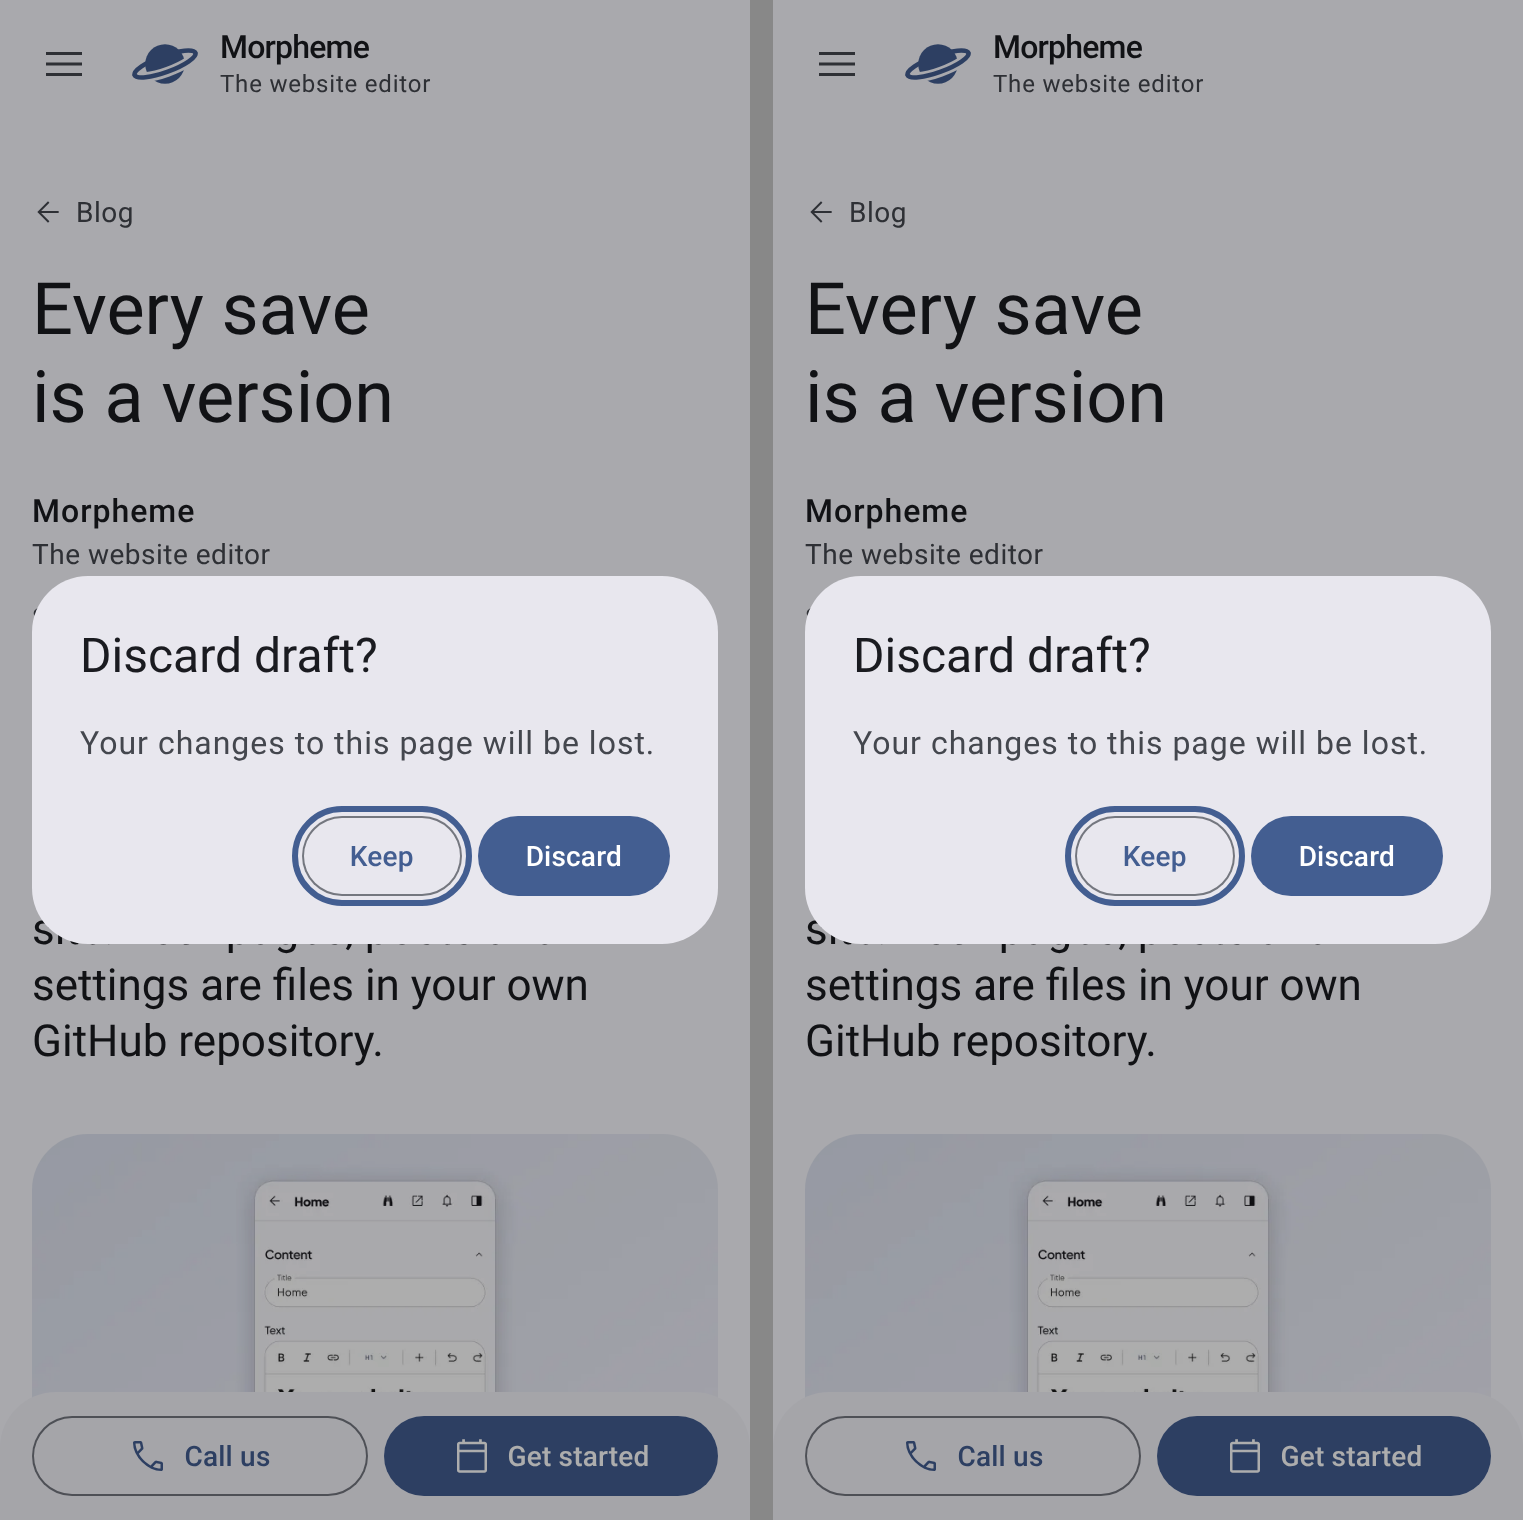 Morpheme
The website editor
Blog
Every save
is a version
Morpheme
The website editor
Discard draft?
Your changes to this page will be lost.
Keep
Discard
settings are files in your own
GitHub repository.
Home
Content
Title
Home
Text
B I H1
Call us
Get started
Morpheme
The website editor
Blog
Every save
is a version
Morpheme
The website editor
Discard draft?
Your changes to this page will be lost.
Keep
Discard
settings are files in your own
GitHub repository.
Home
Content
Title
Home
Text
B I H1
Call us
Get started